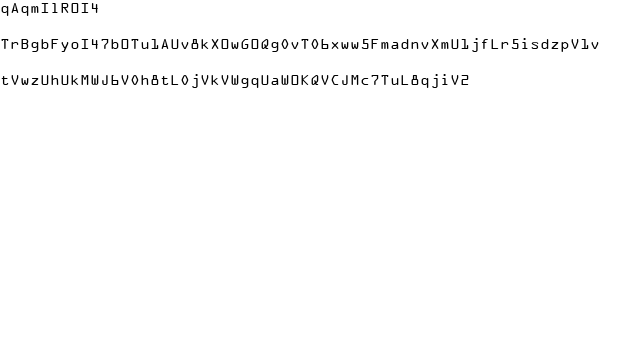 qAqmIlROI4
TrBgbFyoI47bOTu1AUv8kXOwGOQg0vT06xww5FmadnvXmU1jfLr5isdzpV1v
tVwzUhUkMWJ6V0h8tL0jVkVWgqUaWOKQVCJMc7TuL8qjiV2